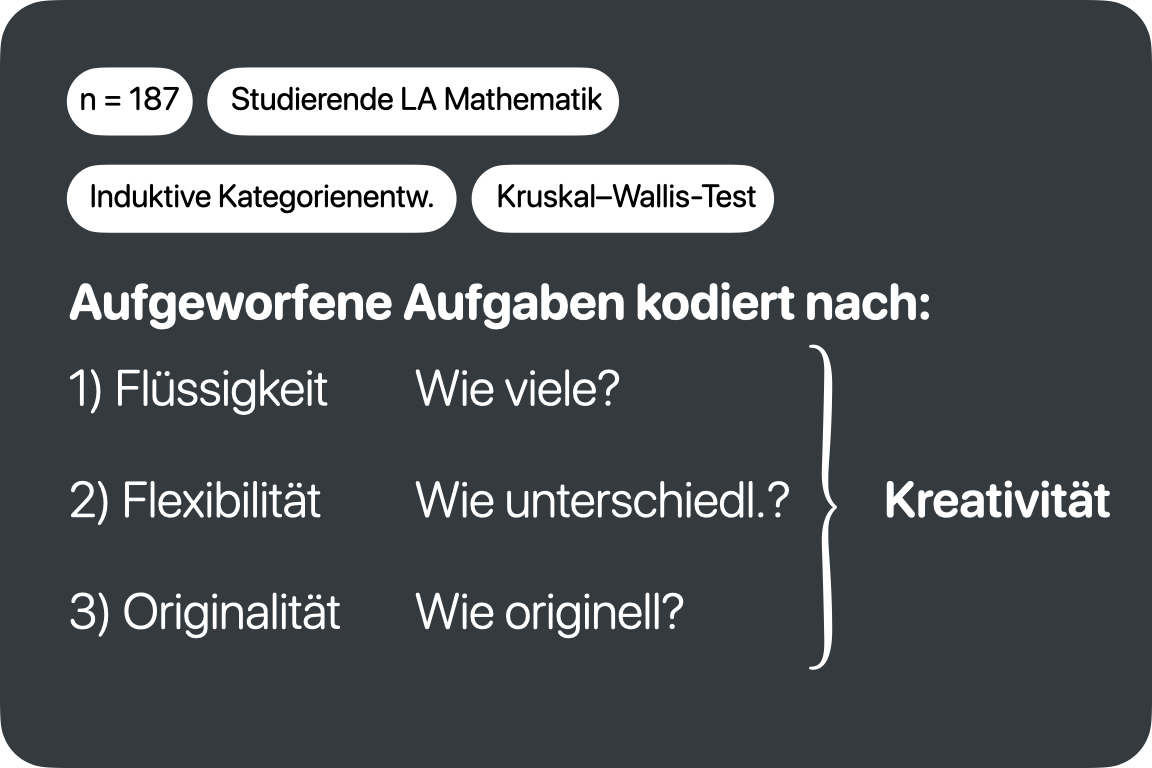 n = 187 Studierende LA Mathematik
Induktive Kategorienentw. Kruskal–Wallis-Test
Aufgeworfene Aufgaben kodiert nach:
1) Flüssigkeit Wie viele?
2) Flexibilität Wie unterschiedl.? Kreativität
3) Originalität Wie originell?